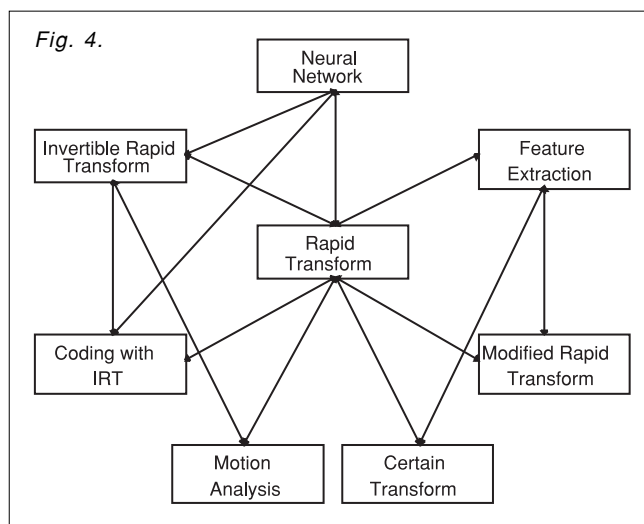 Fig. 4.
Neural
Network
Invertible Rapid
Transform
Feature
Extraction
Rapid
Transform
Coding with
IRT
Modified Rapid
Transform
Motion
Analysis
Certain
Transform